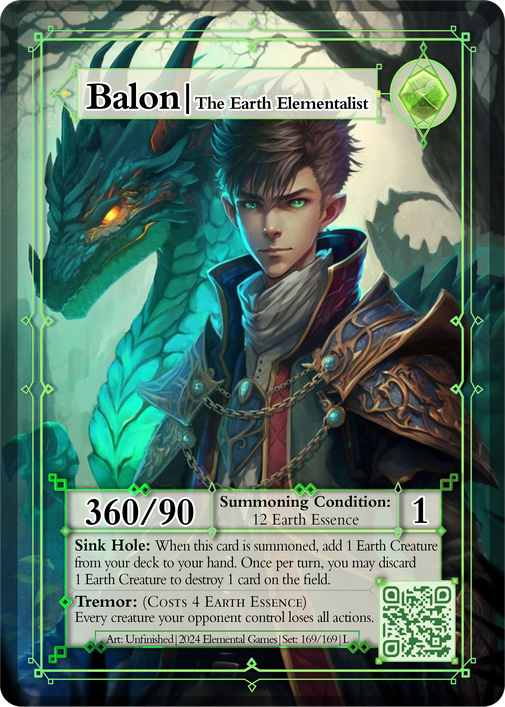 Balon| The Earth Elementalist
360/90
Summoning Condition:
12 Earth Essence
1
Sink Hole: When this card is summoned, add 1 Earth Creature
from your deck to your hand. Once per turn, you may discard
1 Earth Creature to destroy 1 card on the field.
Tremor: (Costs 4 Earth Essence)
Every creature your opponent control loses all actions.
Art: Unfinished|2024 Elemental Games|Set: 169/169|L